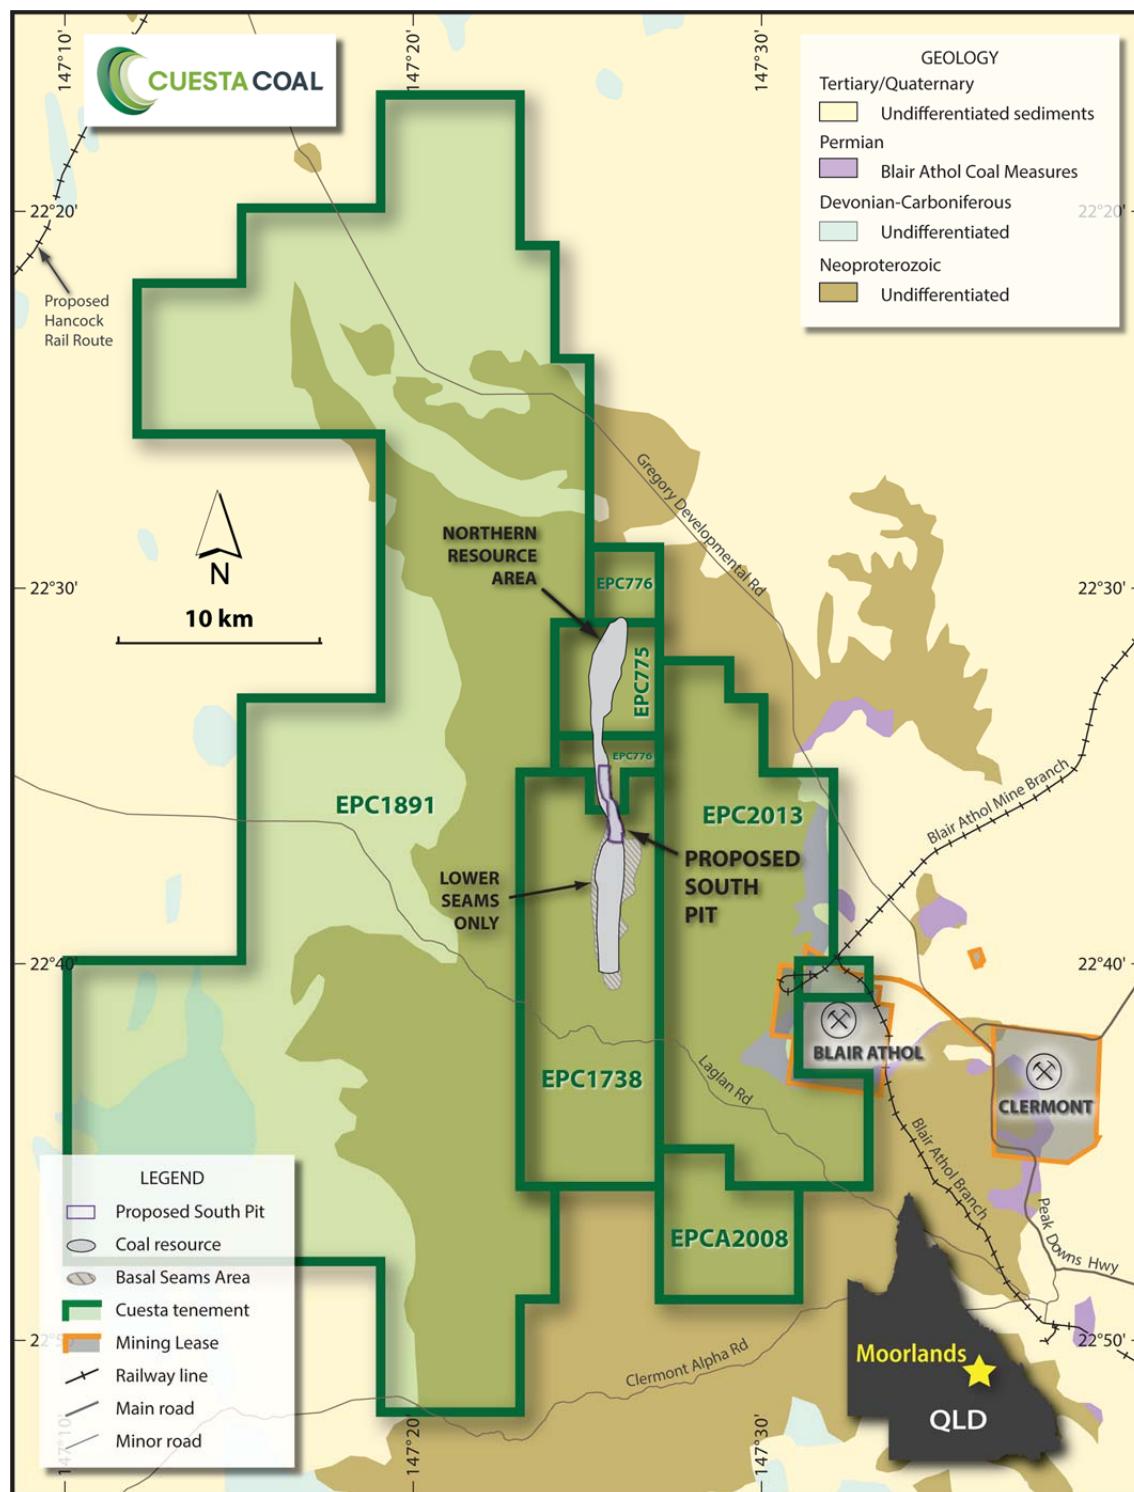 147°10'
147°20'
147°30'
CUESTA COAL
GEOLOGY
Tertiary/Quaternary
Undifferentiated sediments
Permian
Blair Athol Coal Measures
Devonian-Carboniferous
Undifferentiated
Neoproterozoic
Undifferentiated
22°20'
22°20'
Proposed
Hancock
Rail Route
Gregory Developmental Rd
NORTHERN
RESOURCE
AREA
EPC776
22°30'
22°30'
N
10 km
EPC775
EPC776
Blair Athol Mine Branch
EPC1891
EPC2013
PROPOSED
SOUTH
PIT
LOWER
SEAMS
ONLY
22°40'
22°40'
BLAIR ATHOL
EPC1738
Laglan Rd
CLERMONT
Blair Athol Branch
Peak Downs Hwy
EPCA2008
LEGEND
Proposed South Pit
Coal resource
Basal Seams Area
Cuesta tenement
Mining Lease
Railway line
Main road
Minor road
22°50'
22°50'
Clermont Alpha Rd
Moorlands
QLD
147°10'
147°20'
147°30'